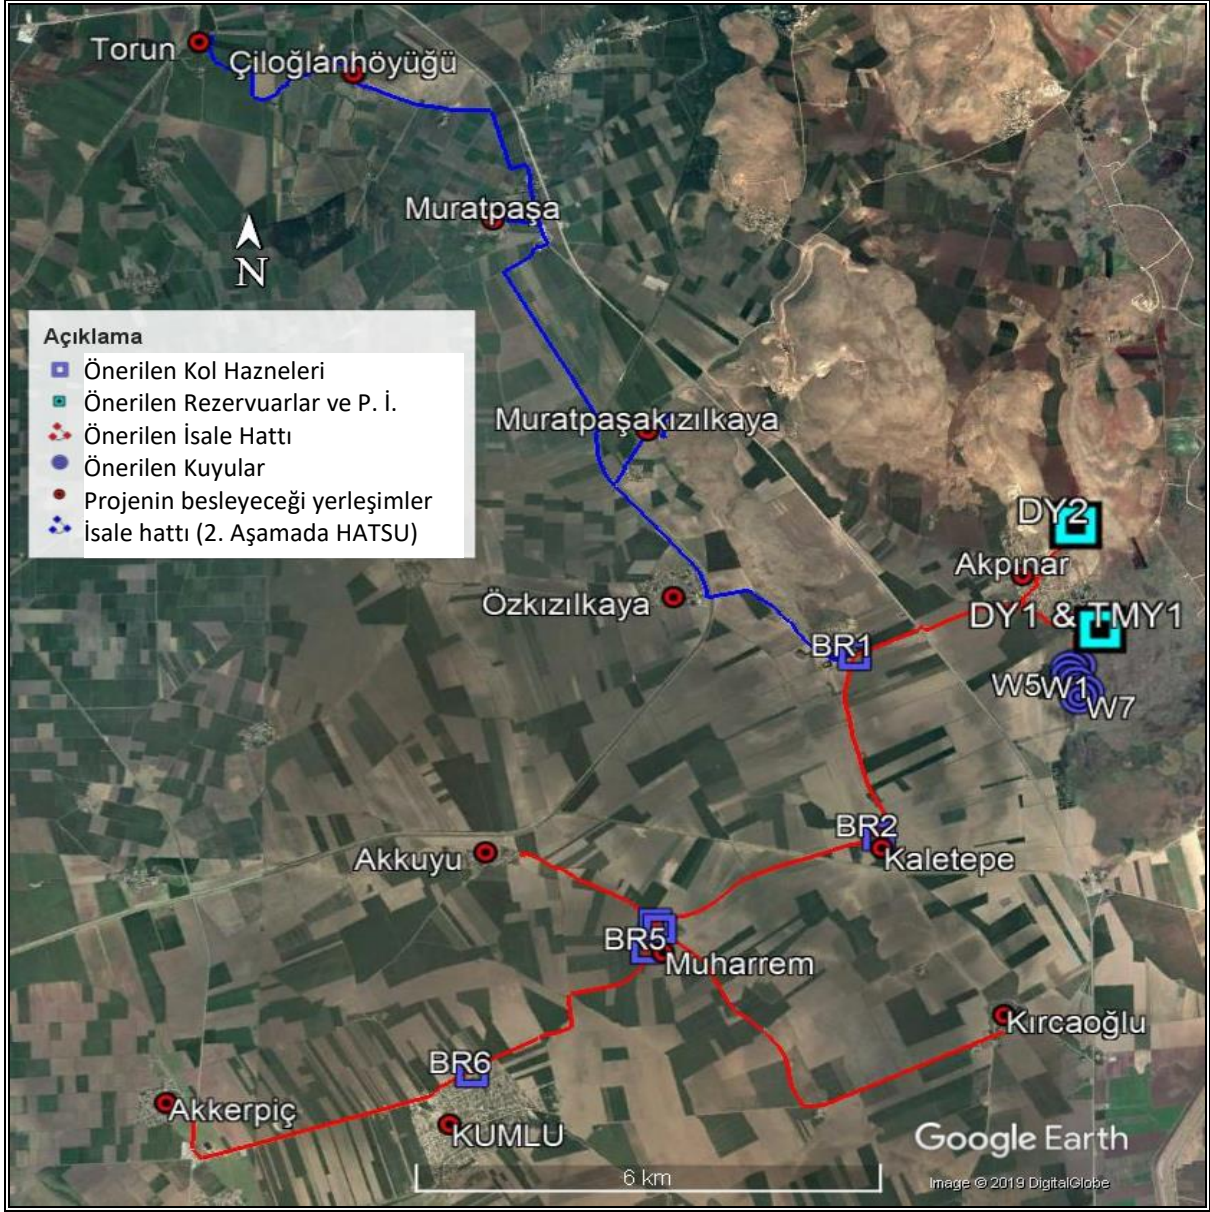 Torun
Çiloğlanhöyüğü
Muratpaşa
N
Açıklama
Önerilen Kol Hazneleri
Önerilen Rezervuarlar ve P. İ.
Önerilen İsale Hattı
Önerilen Kuyular
Projenin besleyeceği yerleşimler
İsale hattı (2. Aşamada HATSU)
Muratpaşakızılkaya
DY2
Akpınar
Özkızılkaya
DY1 & TMY1
BR1
W5
W1
W7
BR2
Akkuyu
Kaletepe
BR5
Muharrem
Kırcaoğlu
BR6
Akkerpiç
KUMLU
Google Earth
6 km
Image © 2019 DigitalGlobe